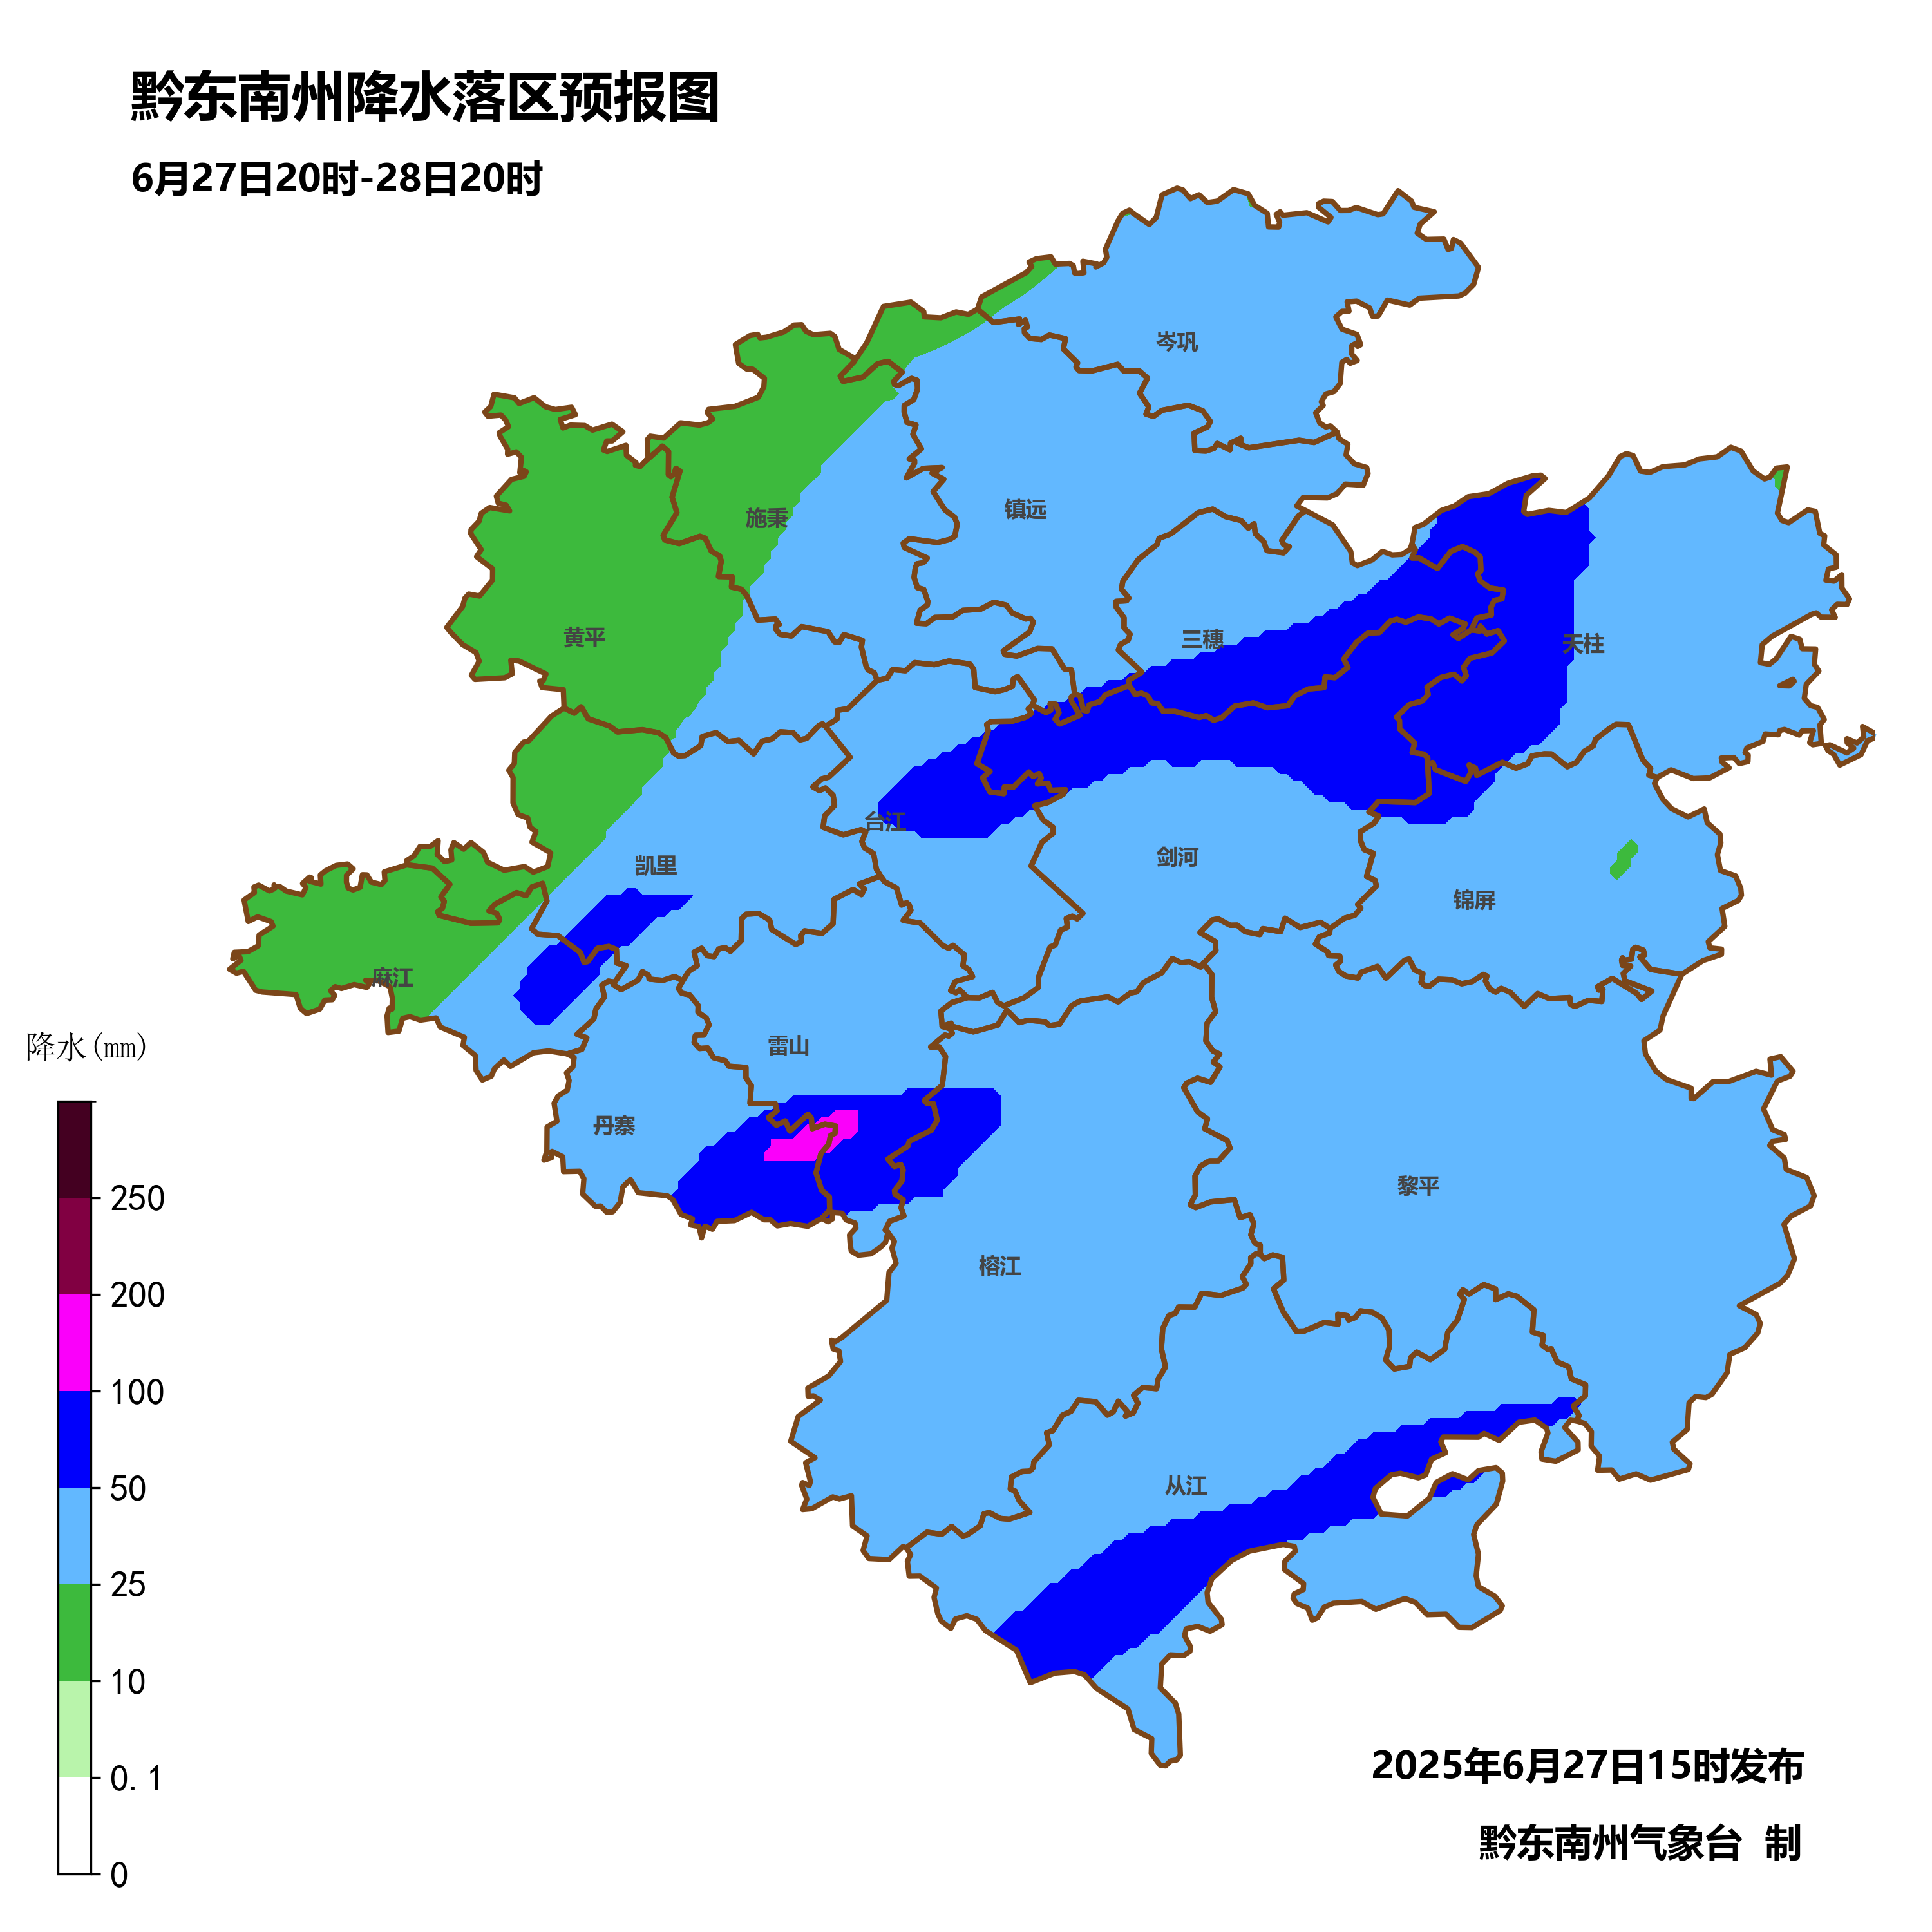 黔东南州降水落区预报图
6月27日20时-28日20时
岑巩
镇远
施秉
黄平
三穗
天柱
台江
剑河
凯里
锦屏
麻江
降水(mm)
雷山
丹寨
黎平
榕江
从江
250
200
100
50
25
10
0.1
0
2025年6月27日15时发布
黔东南州气象台 制